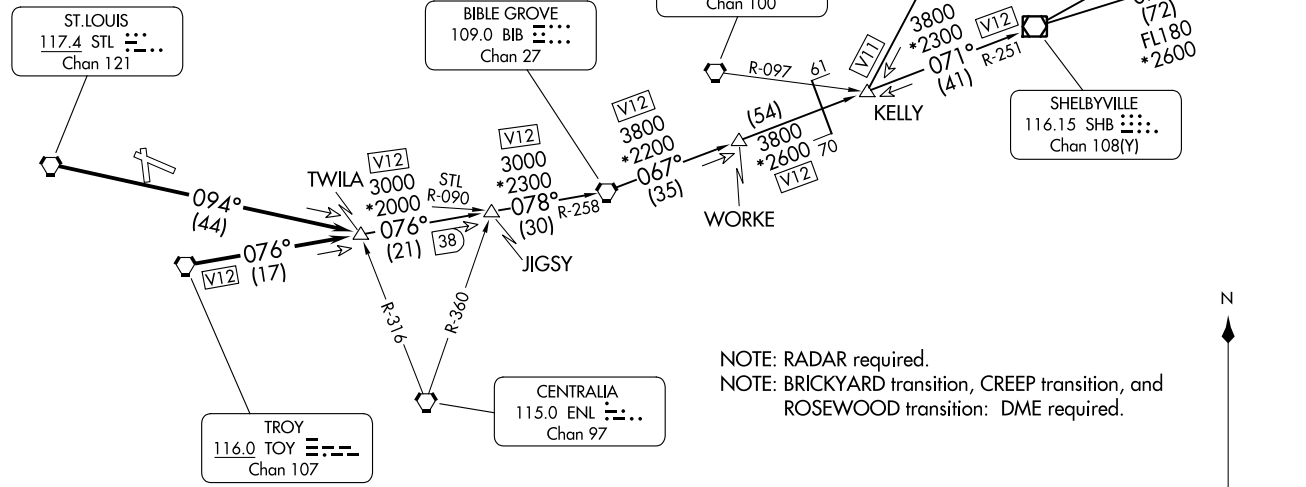 ST.LOUIS
117.4 STL
Chan 121
BIBLE GROVE
109.0 BIB
Chan 27
Chan 100
SHELBYVILLE
116.15 SHB
Chan 108(Y)
(72)
FL180
*2600
3800
*2300
071°
(41)
V12
R-251
V11
R-097
61
70
KELLY
(54)
3800
*2600
V12
WORKE
V12
3800
*2200
067°
(35)
V12
3000
*2300
078°
(30)
R-258
JIGSY
STL
R-090
V12
3000
*2000
076°
(21)
38
TWILA
094°
(44)
076°
V12
(17)
R-316
R-360
CENTRALIA
115.0 ENL
Chan 97
TROY
116.0 TOY
Chan 107
NOTE: RADAR required.
NOTE: BRICKYARD transition, CREEP transition, and
ROSEWOOD transition: DME required.
N